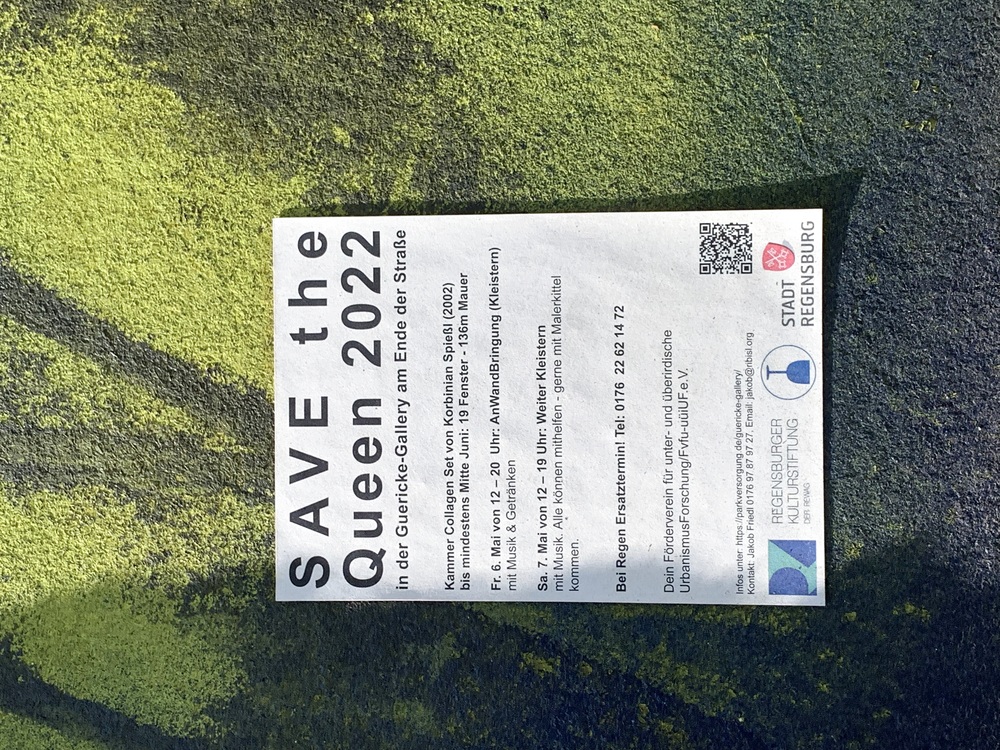 SAVE the
Queen 2022
in der Guericke-Gallery am Ende der Straße
Kammer Collagen Set von Korbinian Spießl (2002)
bis mindestens Mitte Juni: 19 Fenster - 136m Mauer
Fr. 6. Mai von 12 – 20 Uhr: AnWandBringung (Kleistern)
mit Musik & Getränken
Sa. 7. Mai von 12 – 19 Uhr: Weiter Kleistern
mit Musik. Alle können mithelfen - gerne mit Malerkittel
kommen.
Bei Regen Ersatztermin! Tel: 0176 22 62 14 72
Dein Förderverein für unter- und überirdische
UrbanismusForschung/Fvfu-uüiUF.e.V.
Infos unter: https://parkversorgung.de/guericke-gallery/
Kontakt: Jakob Friedl 0176 97 87 97 27, Email: jakob@ribisl.org
REGENSBURGER
KULTURSTIFTUNG
DER REWAG
STADT
REGENSBURG